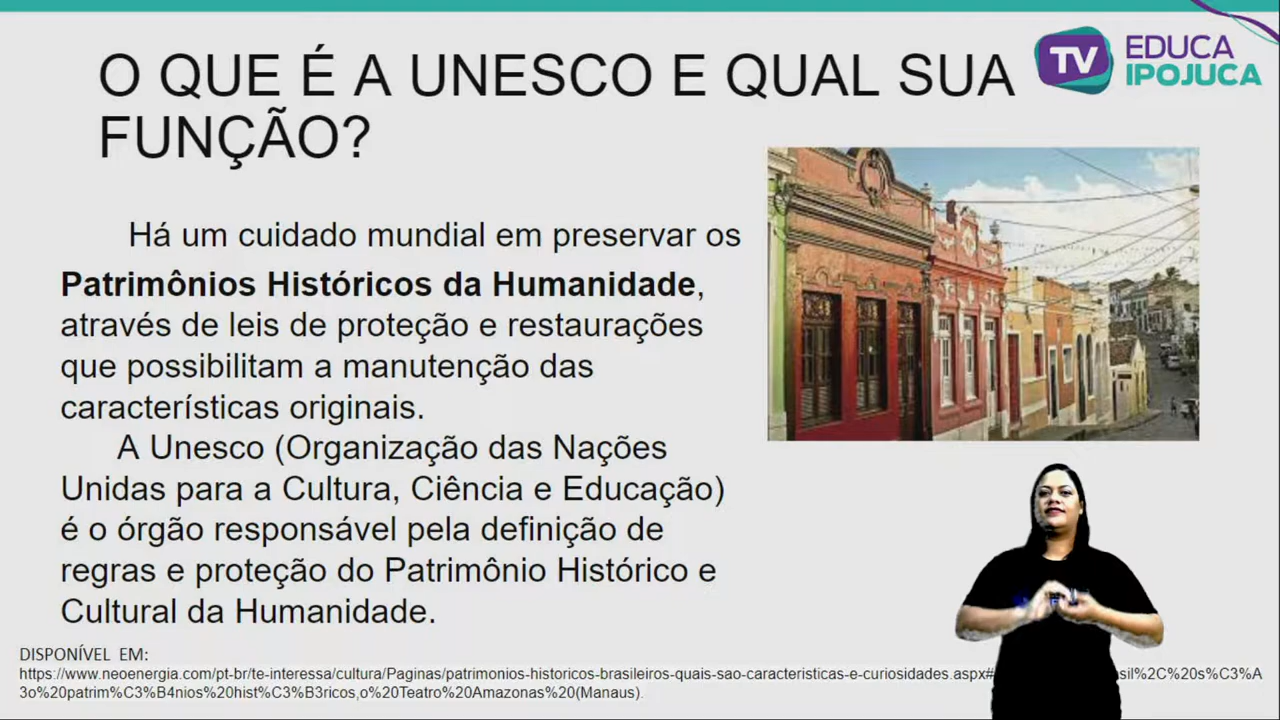 O QUE É A UNESCO E QUAL SUA
FUNÇÃO?
TV EDUCA
IPOJUCA
Há um cuidado mundial em preservar os
Patrimônios Históricos da Humanidade,
através de leis de proteção e restaurações
que possibilitam a manutenção das
características originais.
A Unesco (Organização das Nações
Unidas para a Cultura, Ciência e Educação)
é o órgão responsável pela definição de
regras e proteção do Patrimônio Histórico e
Cultural da Humanidade.
DISPONÍVEL EM:
https://www.neoenergia.com/pt-br/te-interessa/cultura/Paginas/patrimonios-historicos-brasileiros-quais-sao-caracteristicas-e-curiosidades.aspx# sil%2C%20s%C3%A
3o%20patrim%C3%B4nios%20hist%C3%B3ricos,o%20Teatro%20Amazonas%20(Manaus).